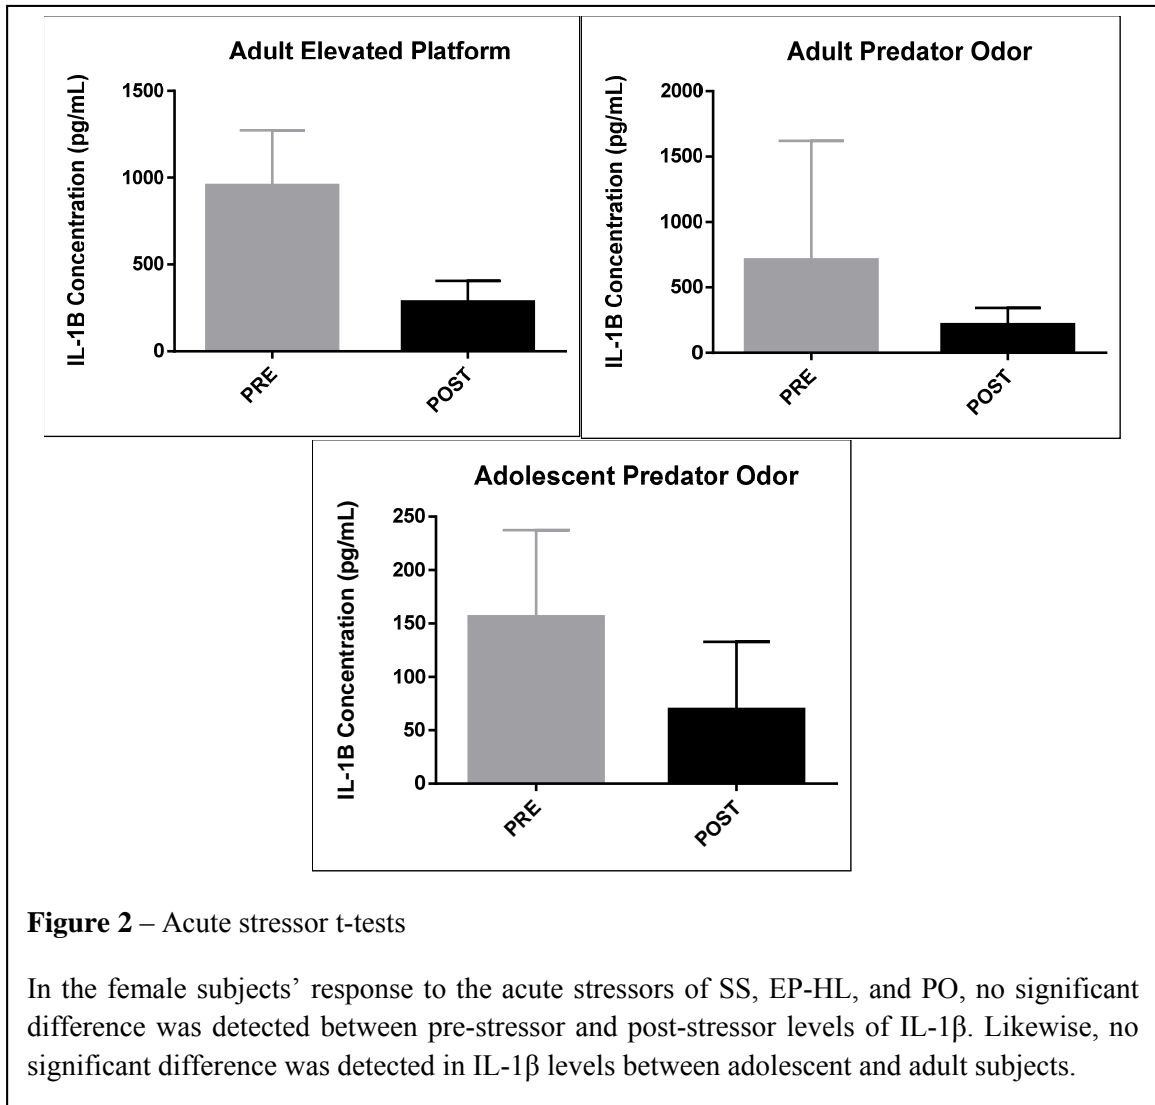 Adult Elevated Platform
IL-1B Concentration (pg/mL)
1500
1000
500
0
PRE
POST
Adult Predator Odor
IL-1B Concentration (pg/mL)
2000
1500
1000
500
0
PRE
POST
Adolescent Predator Odor
IL-1B Concentration (pg/mL)
250
200
150
100
50
0
PRE
POST
Figure 2 – Acute stressor t-tests
In the female subjects’ response to the acute stressors of SS, EP-HL, and PO, no significant
difference was detected between pre-stressor and post-stressor levels of IL-1β. Likewise, no
significant difference was detected in IL-1β levels between adolescent and adult subjects.